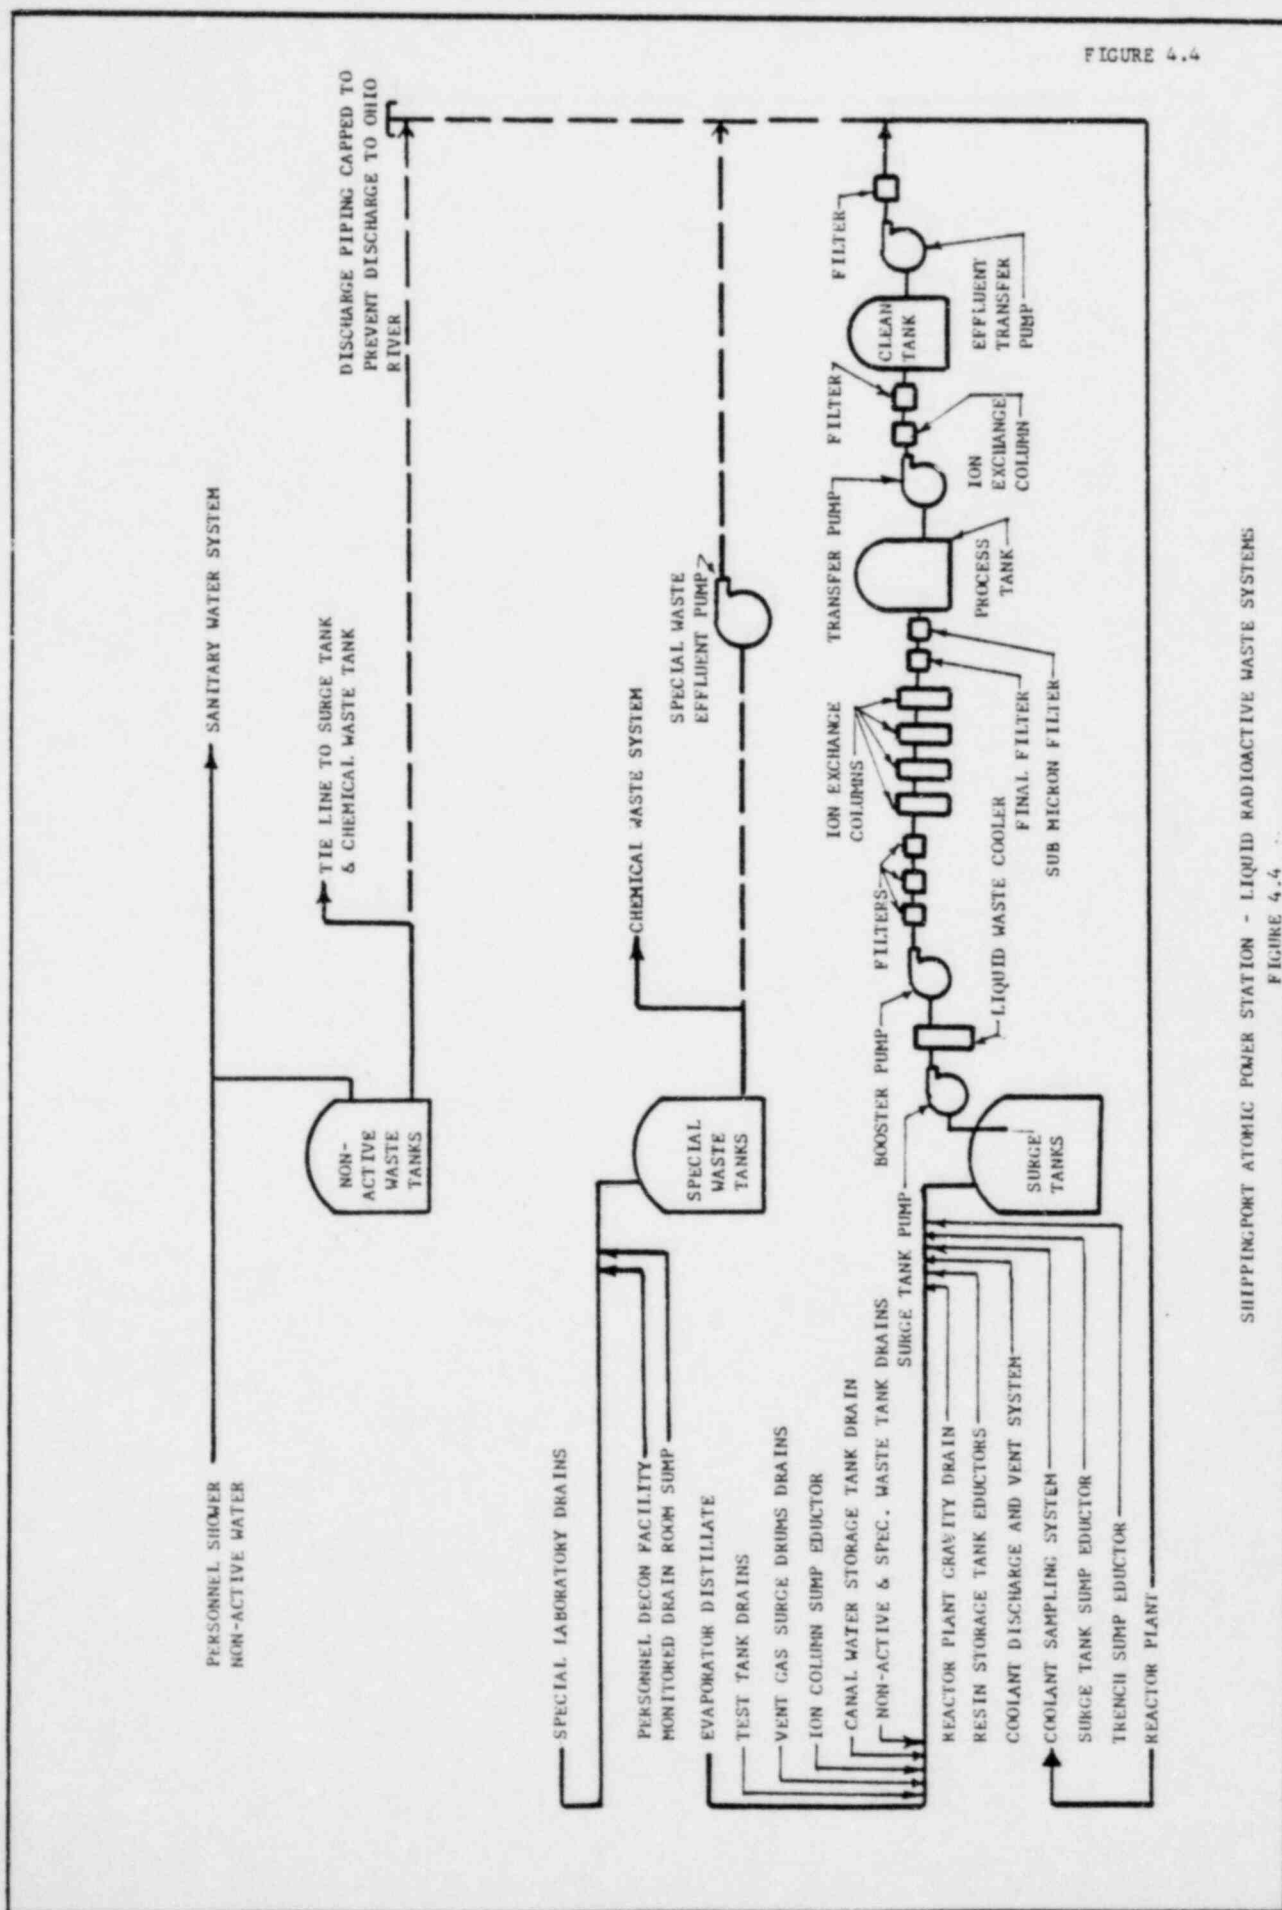 FIGURE 4.4
PERSONNEL SHOWER
NON-ACTIVE WATER
SANITARY WATER SYSTEM
NON-
ACTIVE
WASTE
TANKS
TIE LINE TO SURGE TANK
& CHEMICAL WASTE TANK
DISCHARGE PIPING CAPPED TO
PREVENT DISCHARGE TO OHIO
RIVER
SPECIAL LABORATORY DRAINS
PERSONNEL DECON FACILITY
MONITORED DRAIN ROOM SUMP
SPECIAL
WASTE
TANKS
CHEMICAL WASTE SYSTEM
SPECIAL WASTE
EFFLUENT PUMP
EVAPORATOR DISTILLATE
TEST TANK DRAINS
VENT GAS SURGE DRUMS DRAINS
ION COLUMN SUMP EDUCTOR
CANAL WATER STORAGE TANK DRAIN
NON-ACTIVE & SPEC. WASTE TANK DRAINS
SURGE TANK PUMP
BOOSTER PUMP
FILTERS
ION EXCHANGE
COLUMNS
TRANSFER PUMP
FILTER
FILTER
CLEAN
TANK
REACTOR PLANT GRAVITY DRAIN
RESIN STORAGE TANK EDUCTORS
COOLANT DISCHARGE AND VENT SYSTEM
COOLANT SAMPLING SYSTEM
SURGE TANK SUMP EDUCTOR
TRENCH SUMP EDUCTOR
REACTOR PLANT
SURGE
TANKS
LIQUID WASTE COOLER
FINAL FILTER
SUB MICRON FILTER
PROCESS
TANK
ION
EXCHANGE
COLUMN
EFFLUENT
TRANSFER
PUMP
SHIPPINGPORT ATOMIC POWER STATION - LIQUID RADIOACTIVE WASTE SYSTEMS
FIGURE 4.4